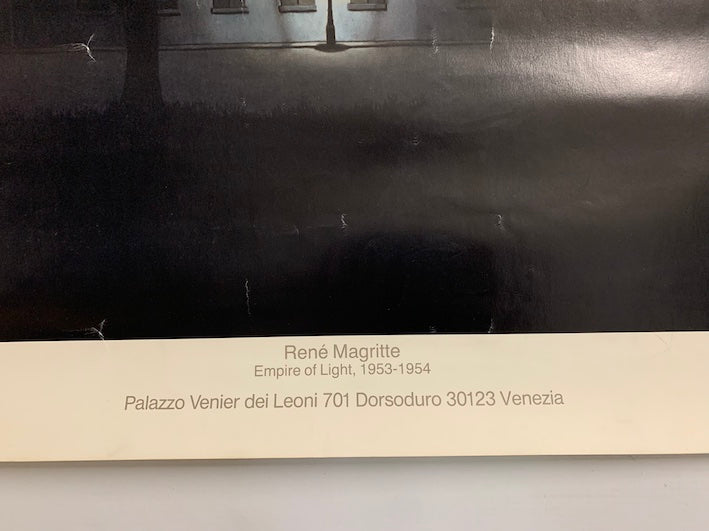 René Magritte
Empire of Light, 1953-1954
Palazzo Venier dei Leoni 701 Dorsoduro 30123 Venezia